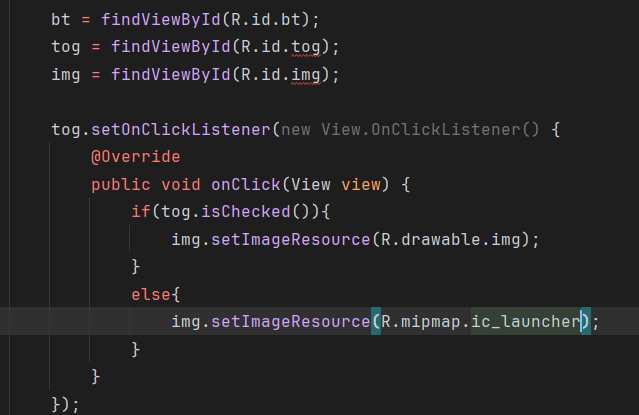 bt = findViewById(R.id.bt);
tog = findViewById(R.id.tog);
img = findViewById(R.id.img);
tog.setOnClickListener(new View.OnClickListener() {
@Override
public void onClick(View view) {
if(tog.isChecked()){
img.setImageResource(R.drawable.img);
}
else{
img.setImageResource(R.mipmap.ic_launcher);
}
}
});